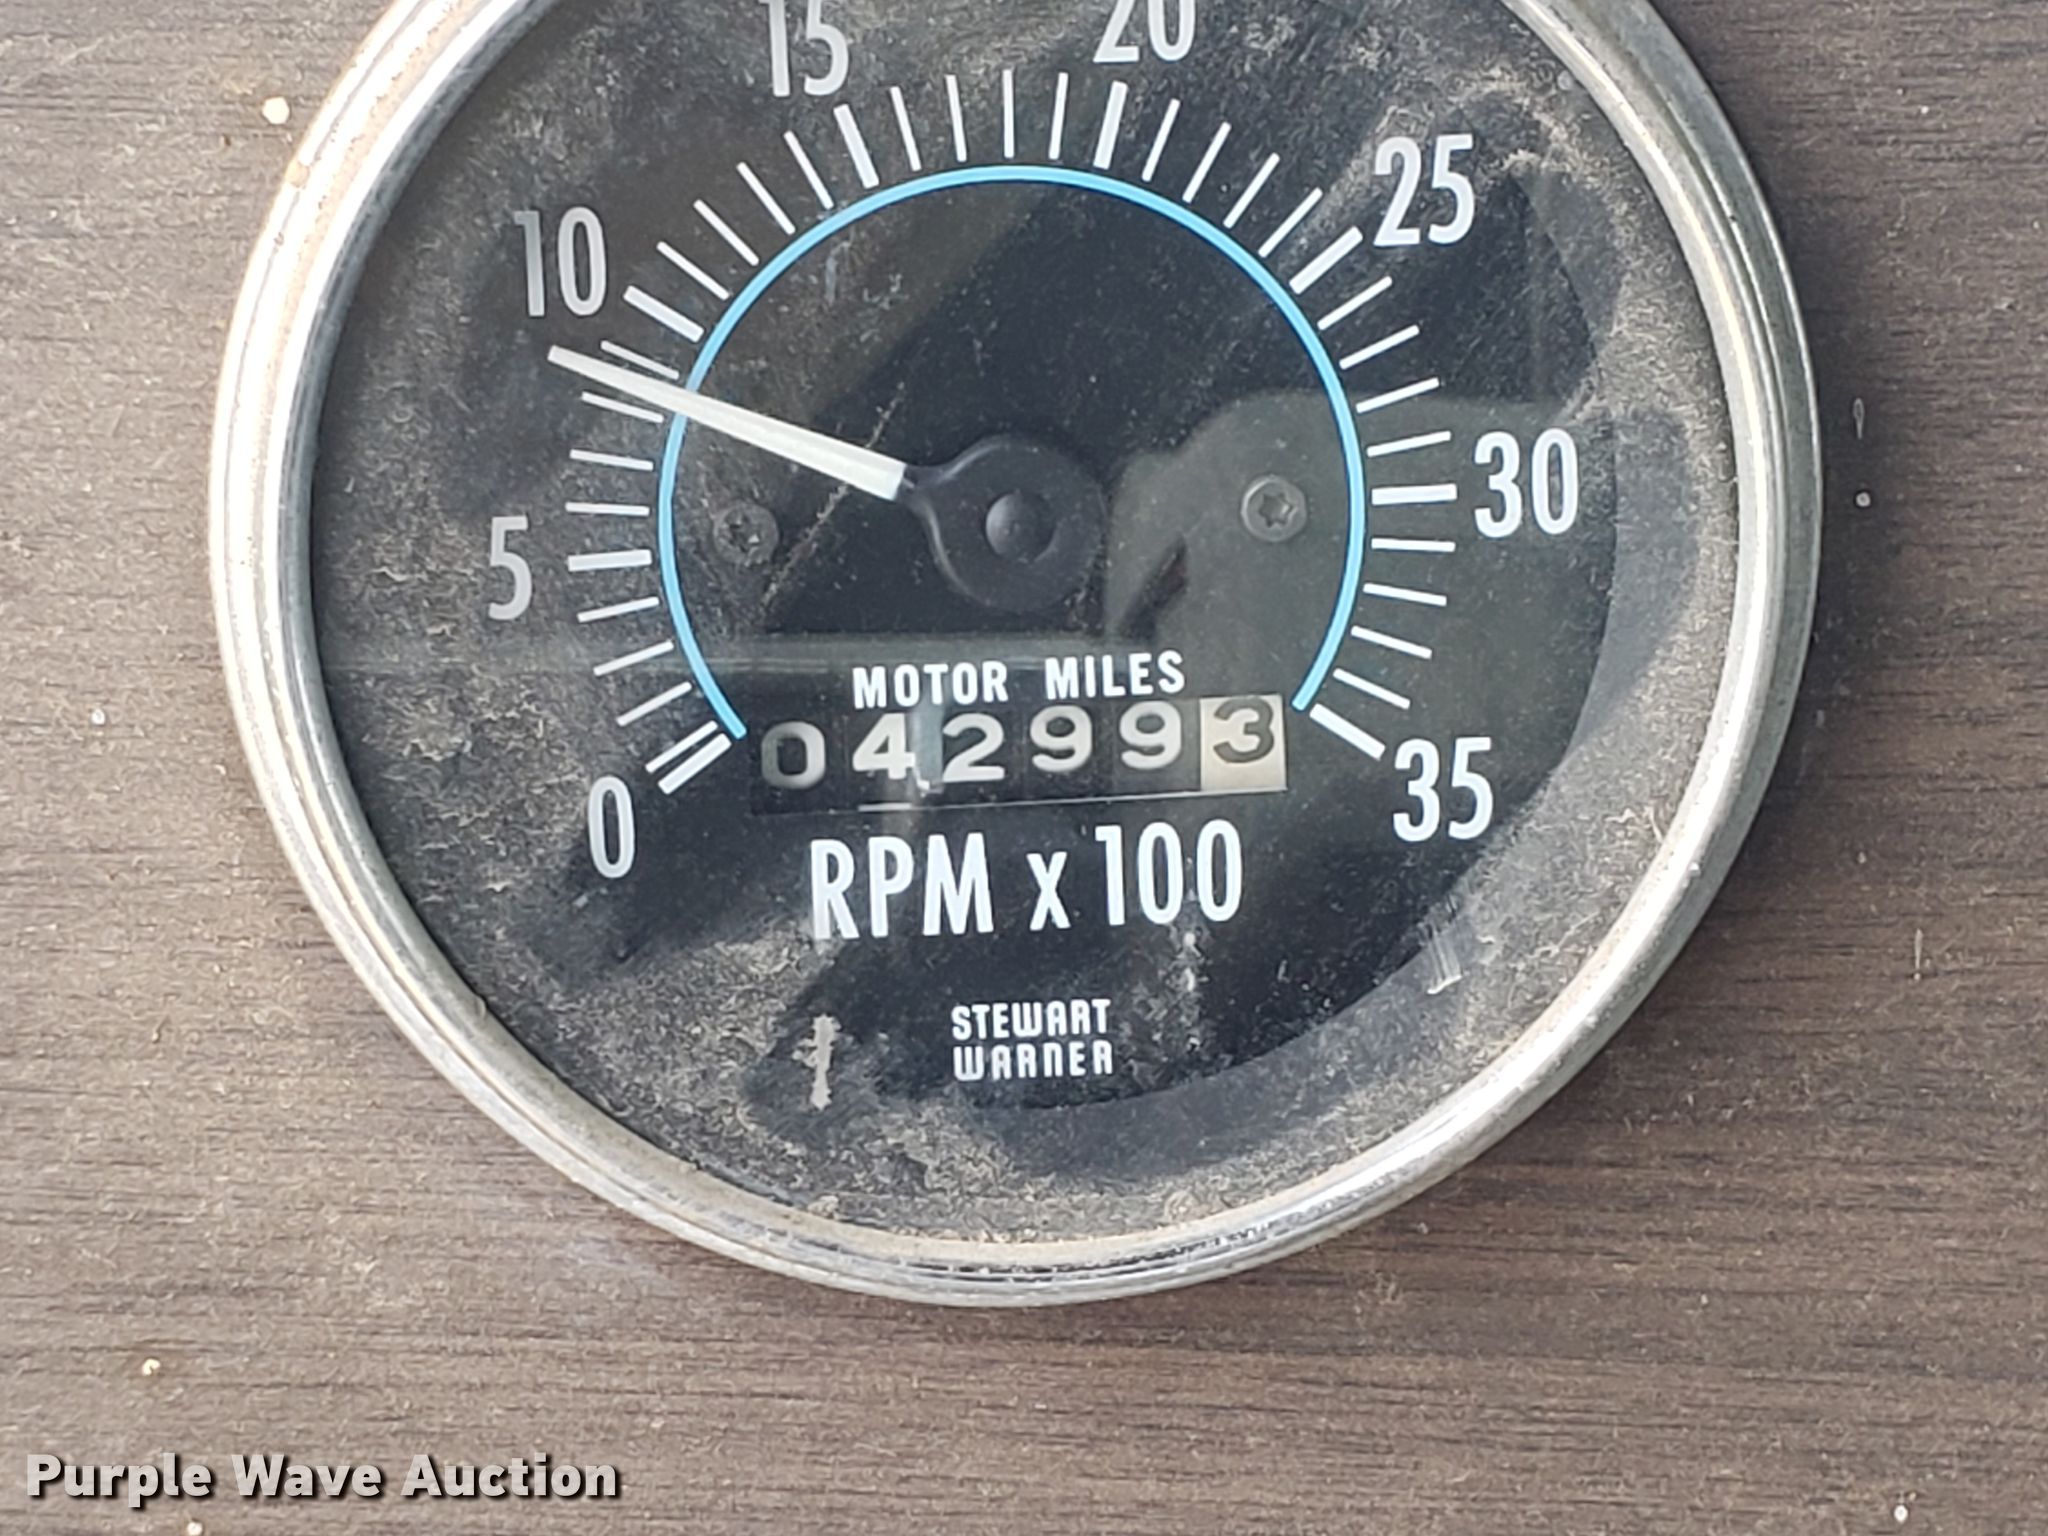 15 20
10 25
5 30
MOTOR MILES
042993
0 35
RPM x 100
STEWART
WARNER
Purple Wave Auction